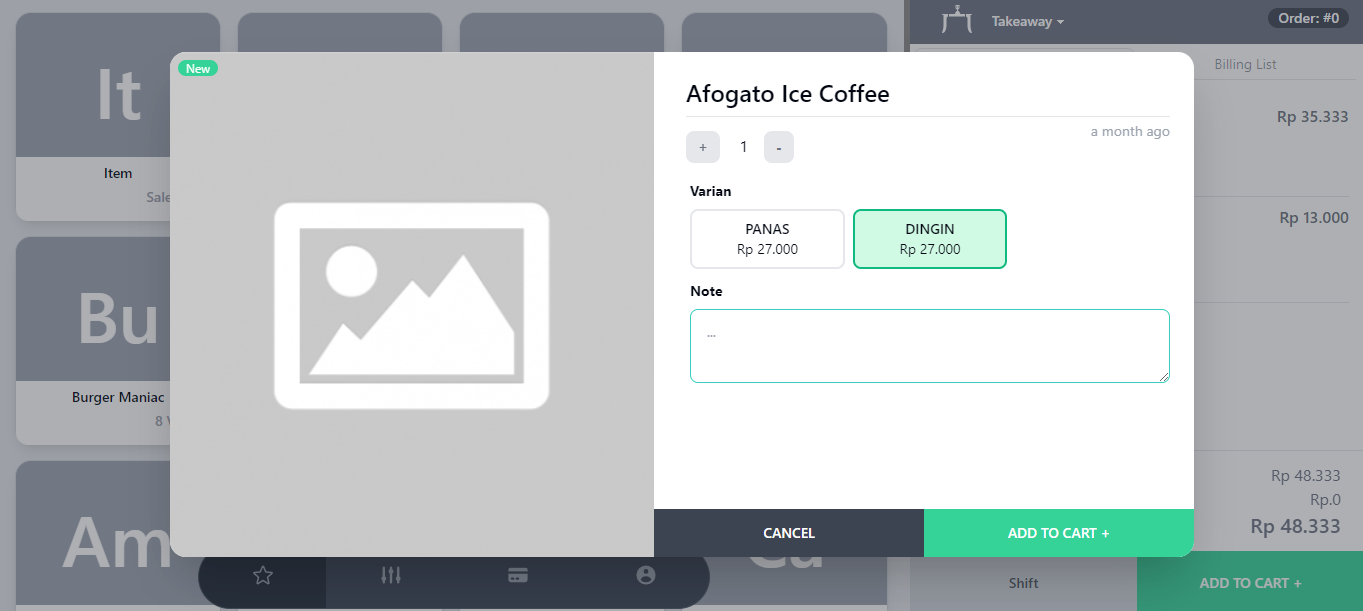 It
Item
Sale
Bu
Burger Maniac
8 V
Am
New
Afogato Ice Coffee
a month ago
+ 1 -
Varian
PANAS
Rp 27.000
DINGIN
Rp 27.000
Note
...
CANCEL
ADD TO CART +
Takeaway
Order: #0
Billing List
Rp 35.333
Rp 13.000
Rp 48.333
Rp.0
Rp 48.333
Shift
ADD TO CART +